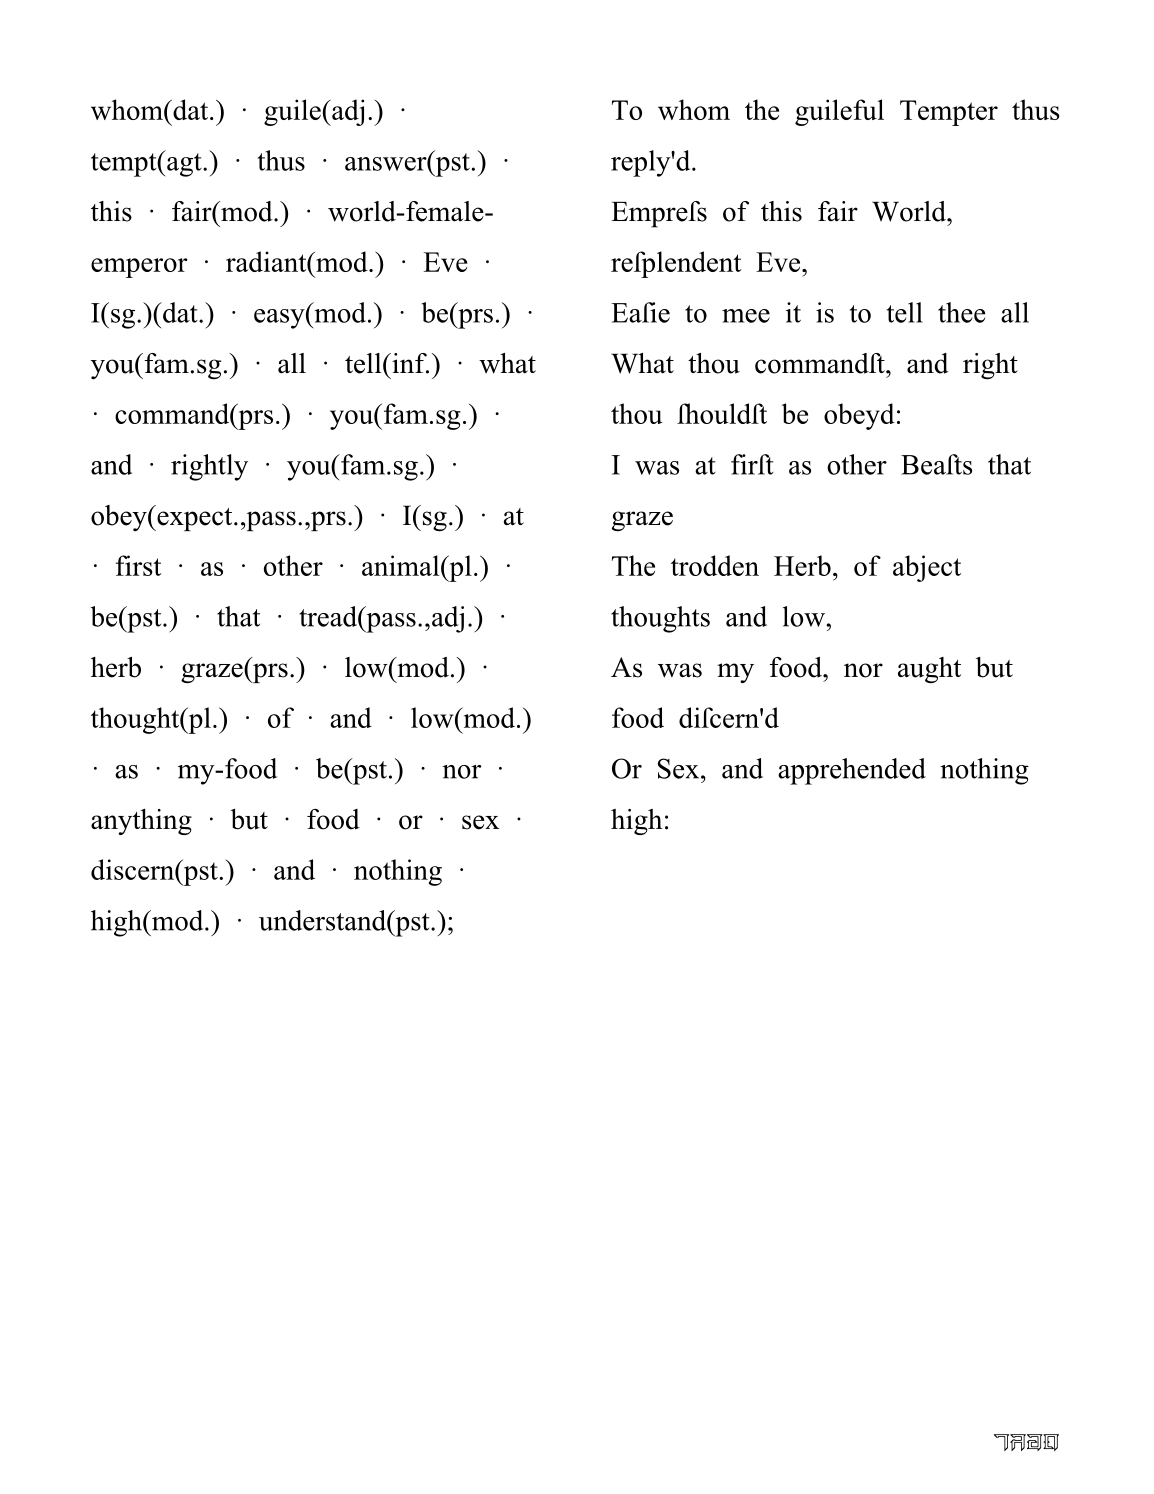 whom(dat.) · guile(adj.) ·
tempt(agt.) · thus · answer(pst.) ·
this · fair(mod.) · world-female-
emperor · radiant(mod.) · Eve ·
I(sg.)(dat.) · easy(mod.) · be(prs.) ·
you(fam.sg.) · all · tell(inf.) · what
· command(prs.) · you(fam.sg.) ·
and · rightly · you(fam.sg.) ·
obey(expect.,pass.,prs.) · I(sg.) · at
· first · as · other · animal(pl.) ·
be(pst.) · that · tread(pass.,adj.) ·
herb · graze(prs.) · low(mod.) ·
thought(pl.) · of · and · low(mod.)
· as · my-food · be(pst.) · nor ·
anything · but · food · or · sex ·
discern(pst.) · and · nothing ·
high(mod.) · understand(pst.);
To whom the guileful Tempter thus
reply'd.
Empreſs of this fair World,
reſplendent Eve,
Eaſie to mee it is to tell thee all
What thou commandſt, and right
thou ſhouldſt be obeyd:
I was at firſt as other Beaſts that
graze
The trodden Herb, of abject
thoughts and low,
As was my food, nor aught but
food diſcern'd
Or Sex, and apprehended nothing
high: